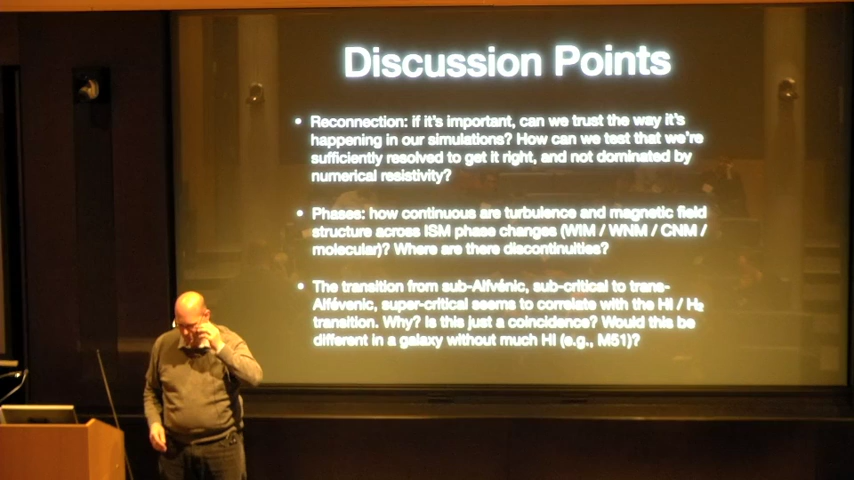 Discussion Points
• Reconnection: if it's important, can we trust the way it's
happening in our simulations? How can we test that we're
sufficiently resolved to get it right, and not dominated by
numerical resistivity?
• Phases: how continuous are turbulence and magnetic field
structure across ISM phase changes (WIM / WNM / CNM /
molecular)? Where are there discontinuities?
• The transition from sub-Alfvénic, sub-critical to trans-
Alfévenic, super-critical seems to correlate with the HI / H₂
transition. Why? Is this just a coincidence? Would this be
different in a galaxy without much HI (e.g., M51)?